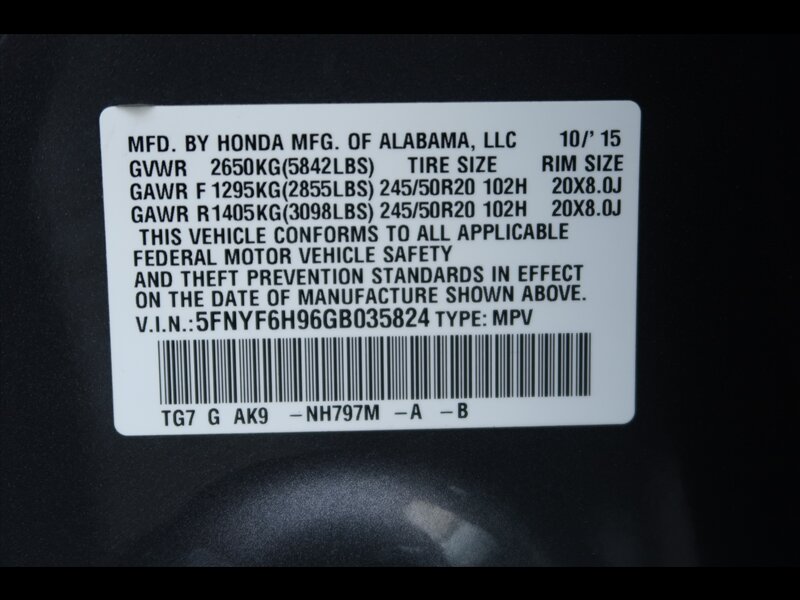 MFD. BY HONDA MFG. OF ALABAMA, LLC 10/' 15
GVWR 2650KG(5842LBS) TIRE SIZE RIM SIZE
GAWR F 1295KG(2855LBS) 245/50R20 102H 20X8.0J
GAWR R 1405KG(3098LBS) 245/50R20 102H 20X8.0J
THIS VEHICLE CONFORMS TO ALL APPLICABLE
FEDERAL MOTOR VEHICLE SAFETY
AND THEFT PREVENTION STANDARDS IN EFFECT
ON THE DATE OF MANUFACTURE SHOWN ABOVE.
V.I.N.: 5FNYF6H96GB035824 TYPE: MPV
TG7 G AK9 –NH797M –A –B